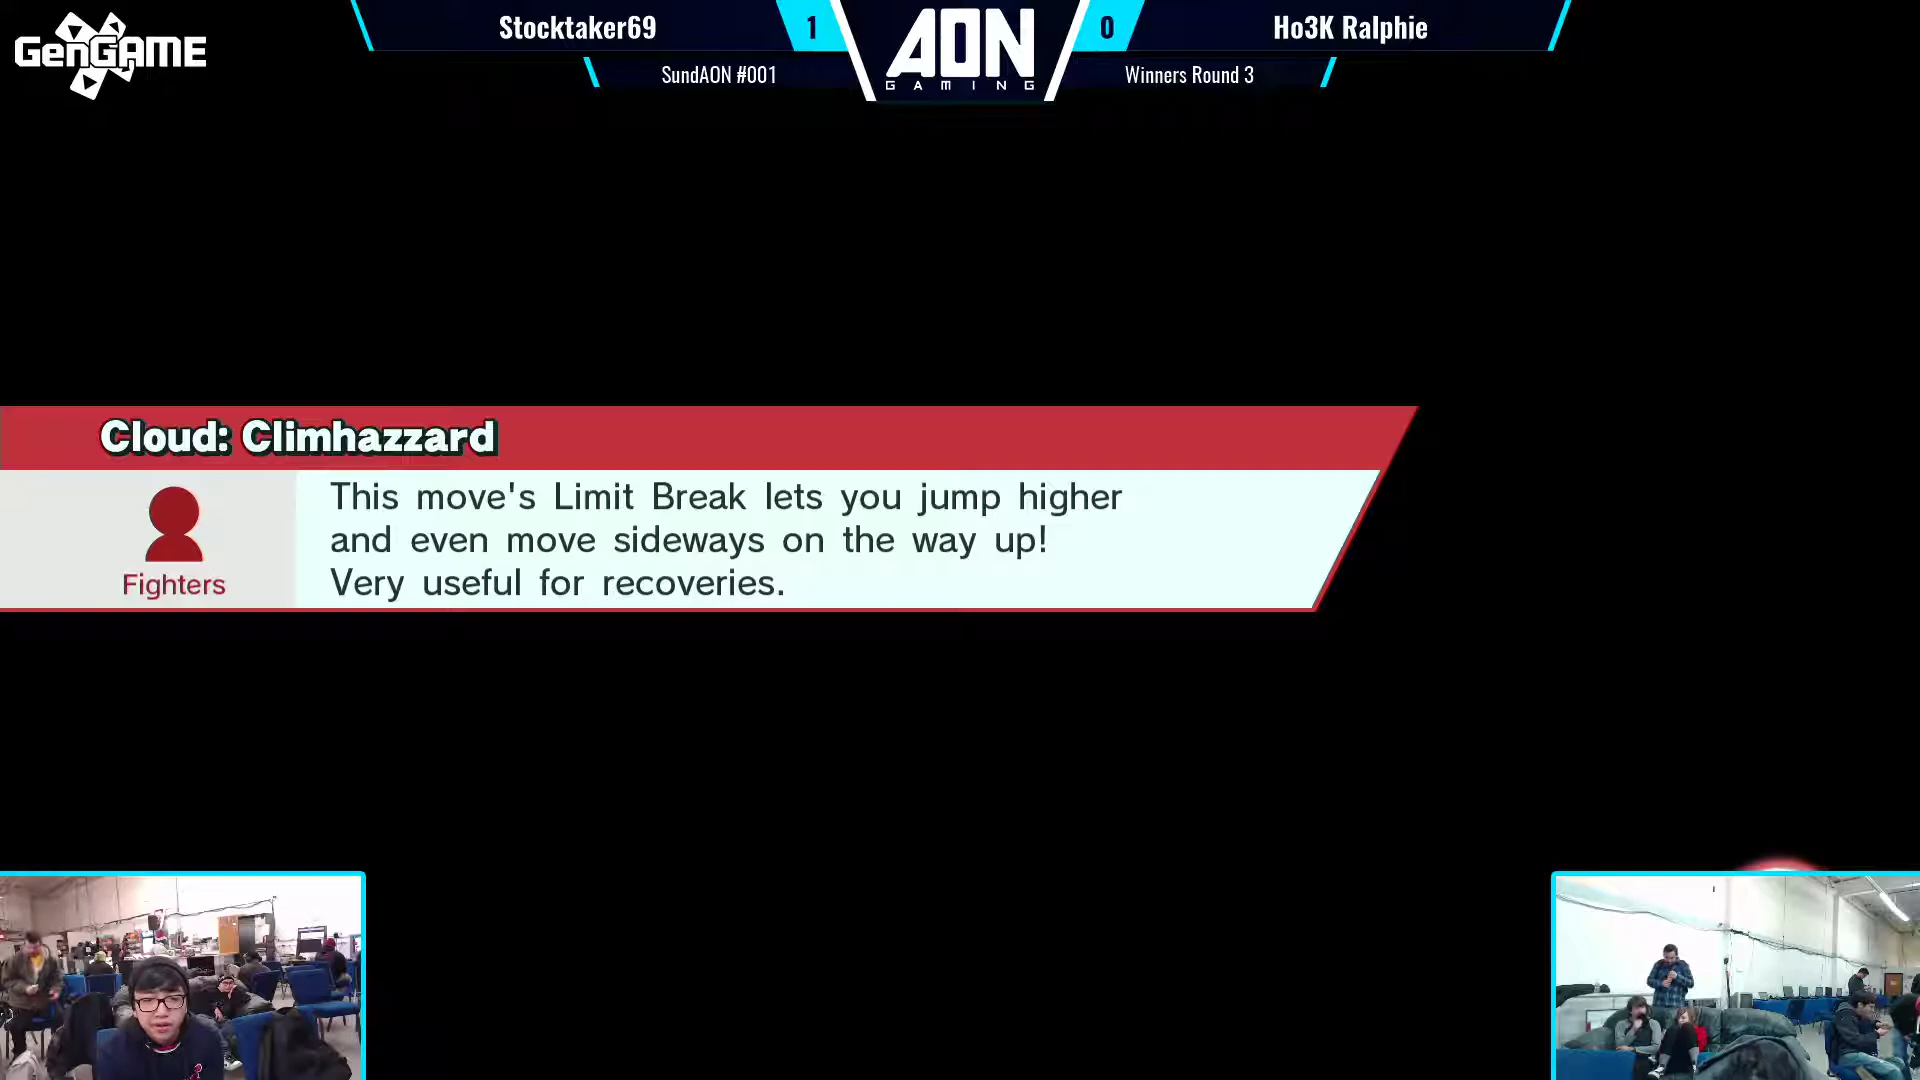 GenGAME
Stocktaker69
1
AON
GAMING
0
Ho3K Ralphie
SundAON #001
Winners Round 3
Cloud: Climhazzard
This move's Limit Break lets you jump higher
and even move sideways on the way up!
Very useful for recoveries.
Fighters